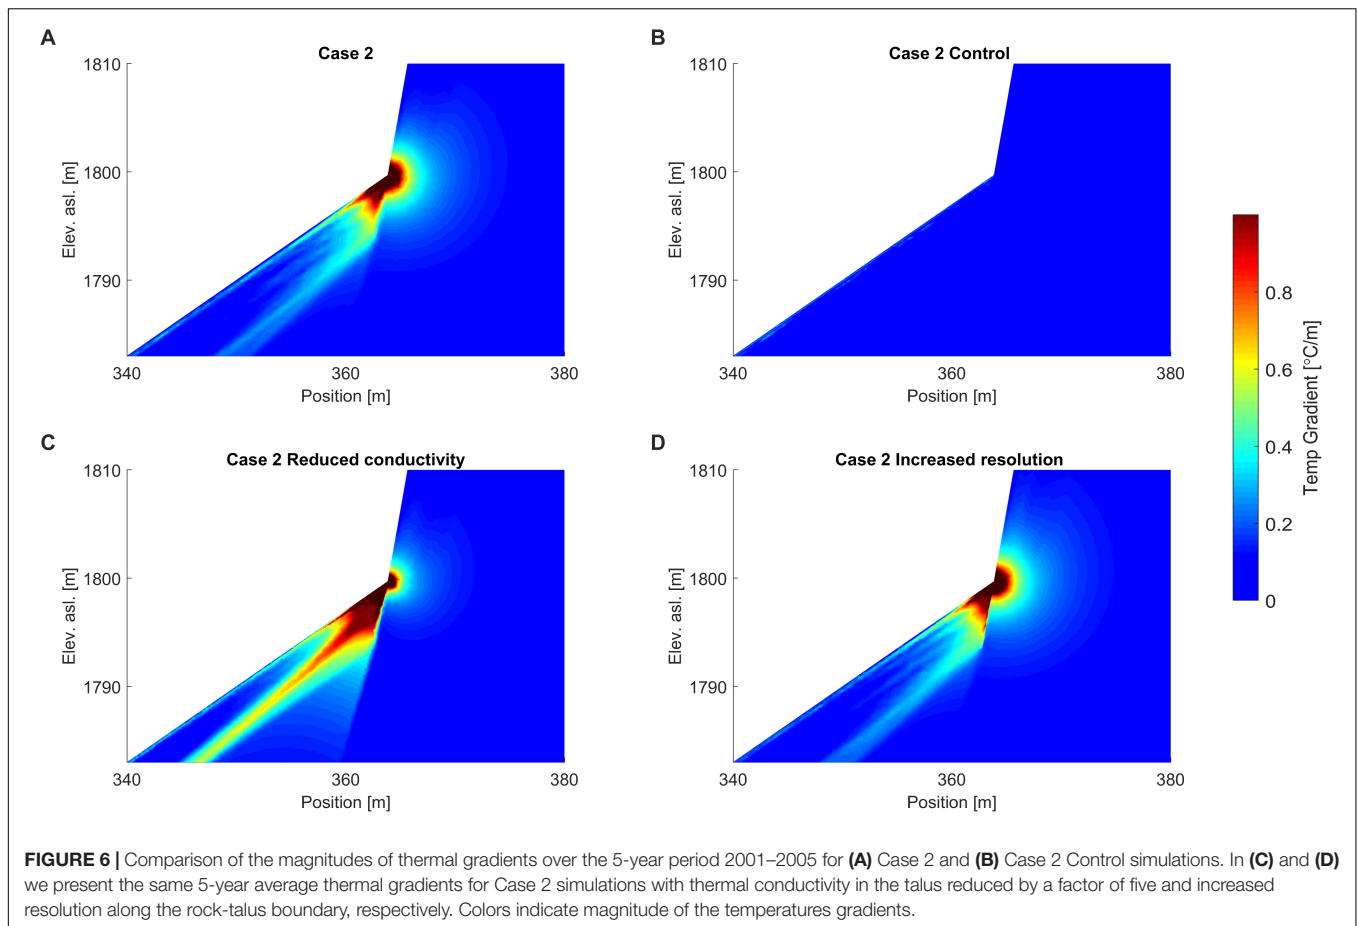 A
Case 2
1810
1800
1790
Elev. asl. [m]
340
360
380
Position [m]
B
Case 2 Control
1810
1800
1790
Elev. asl. [m]
340
360
380
Position [m]
C
Case 2 Reduced conductivity
1810
1800
1790
Elev. asl. [m]
340
360
380
Position [m]
D
Case 2 Increased resolution
1810
1800
1790
Elev. asl. [m]
340
360
380
Position [m]
0.8
0.6
0.4
0.2
0
Temp Gradient [°C/m]
FIGURE 6 | Comparison of the magnitudes of thermal gradients over the 5-year period 2001–2005 for (A) Case 2 and (B) Case 2 Control simulations. In (C) and (D)
we present the same 5-year average thermal gradients for Case 2 simulations with thermal conductivity in the talus reduced by a factor of five and increased
resolution along the rock-talus boundary, respectively. Colors indicate magnitude of the temperatures gradients.